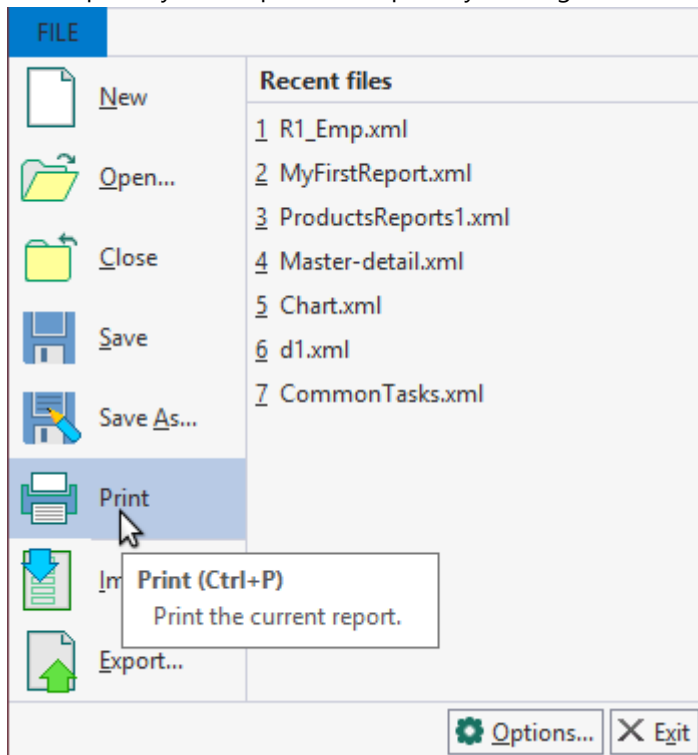 FILE
New
Open...
Close
Save
Save As...
Print
Im
Export...
Recent files
1 R1_Emp.xml
2 MyFirstReport.xml
3 ProductsReports1.xml
4 Master-detail.xml
5 Chart.xml
6 d1.xml
7 CommonTasks.xml
Print (Ctrl+P)
Print the current report.
Options...
Exit